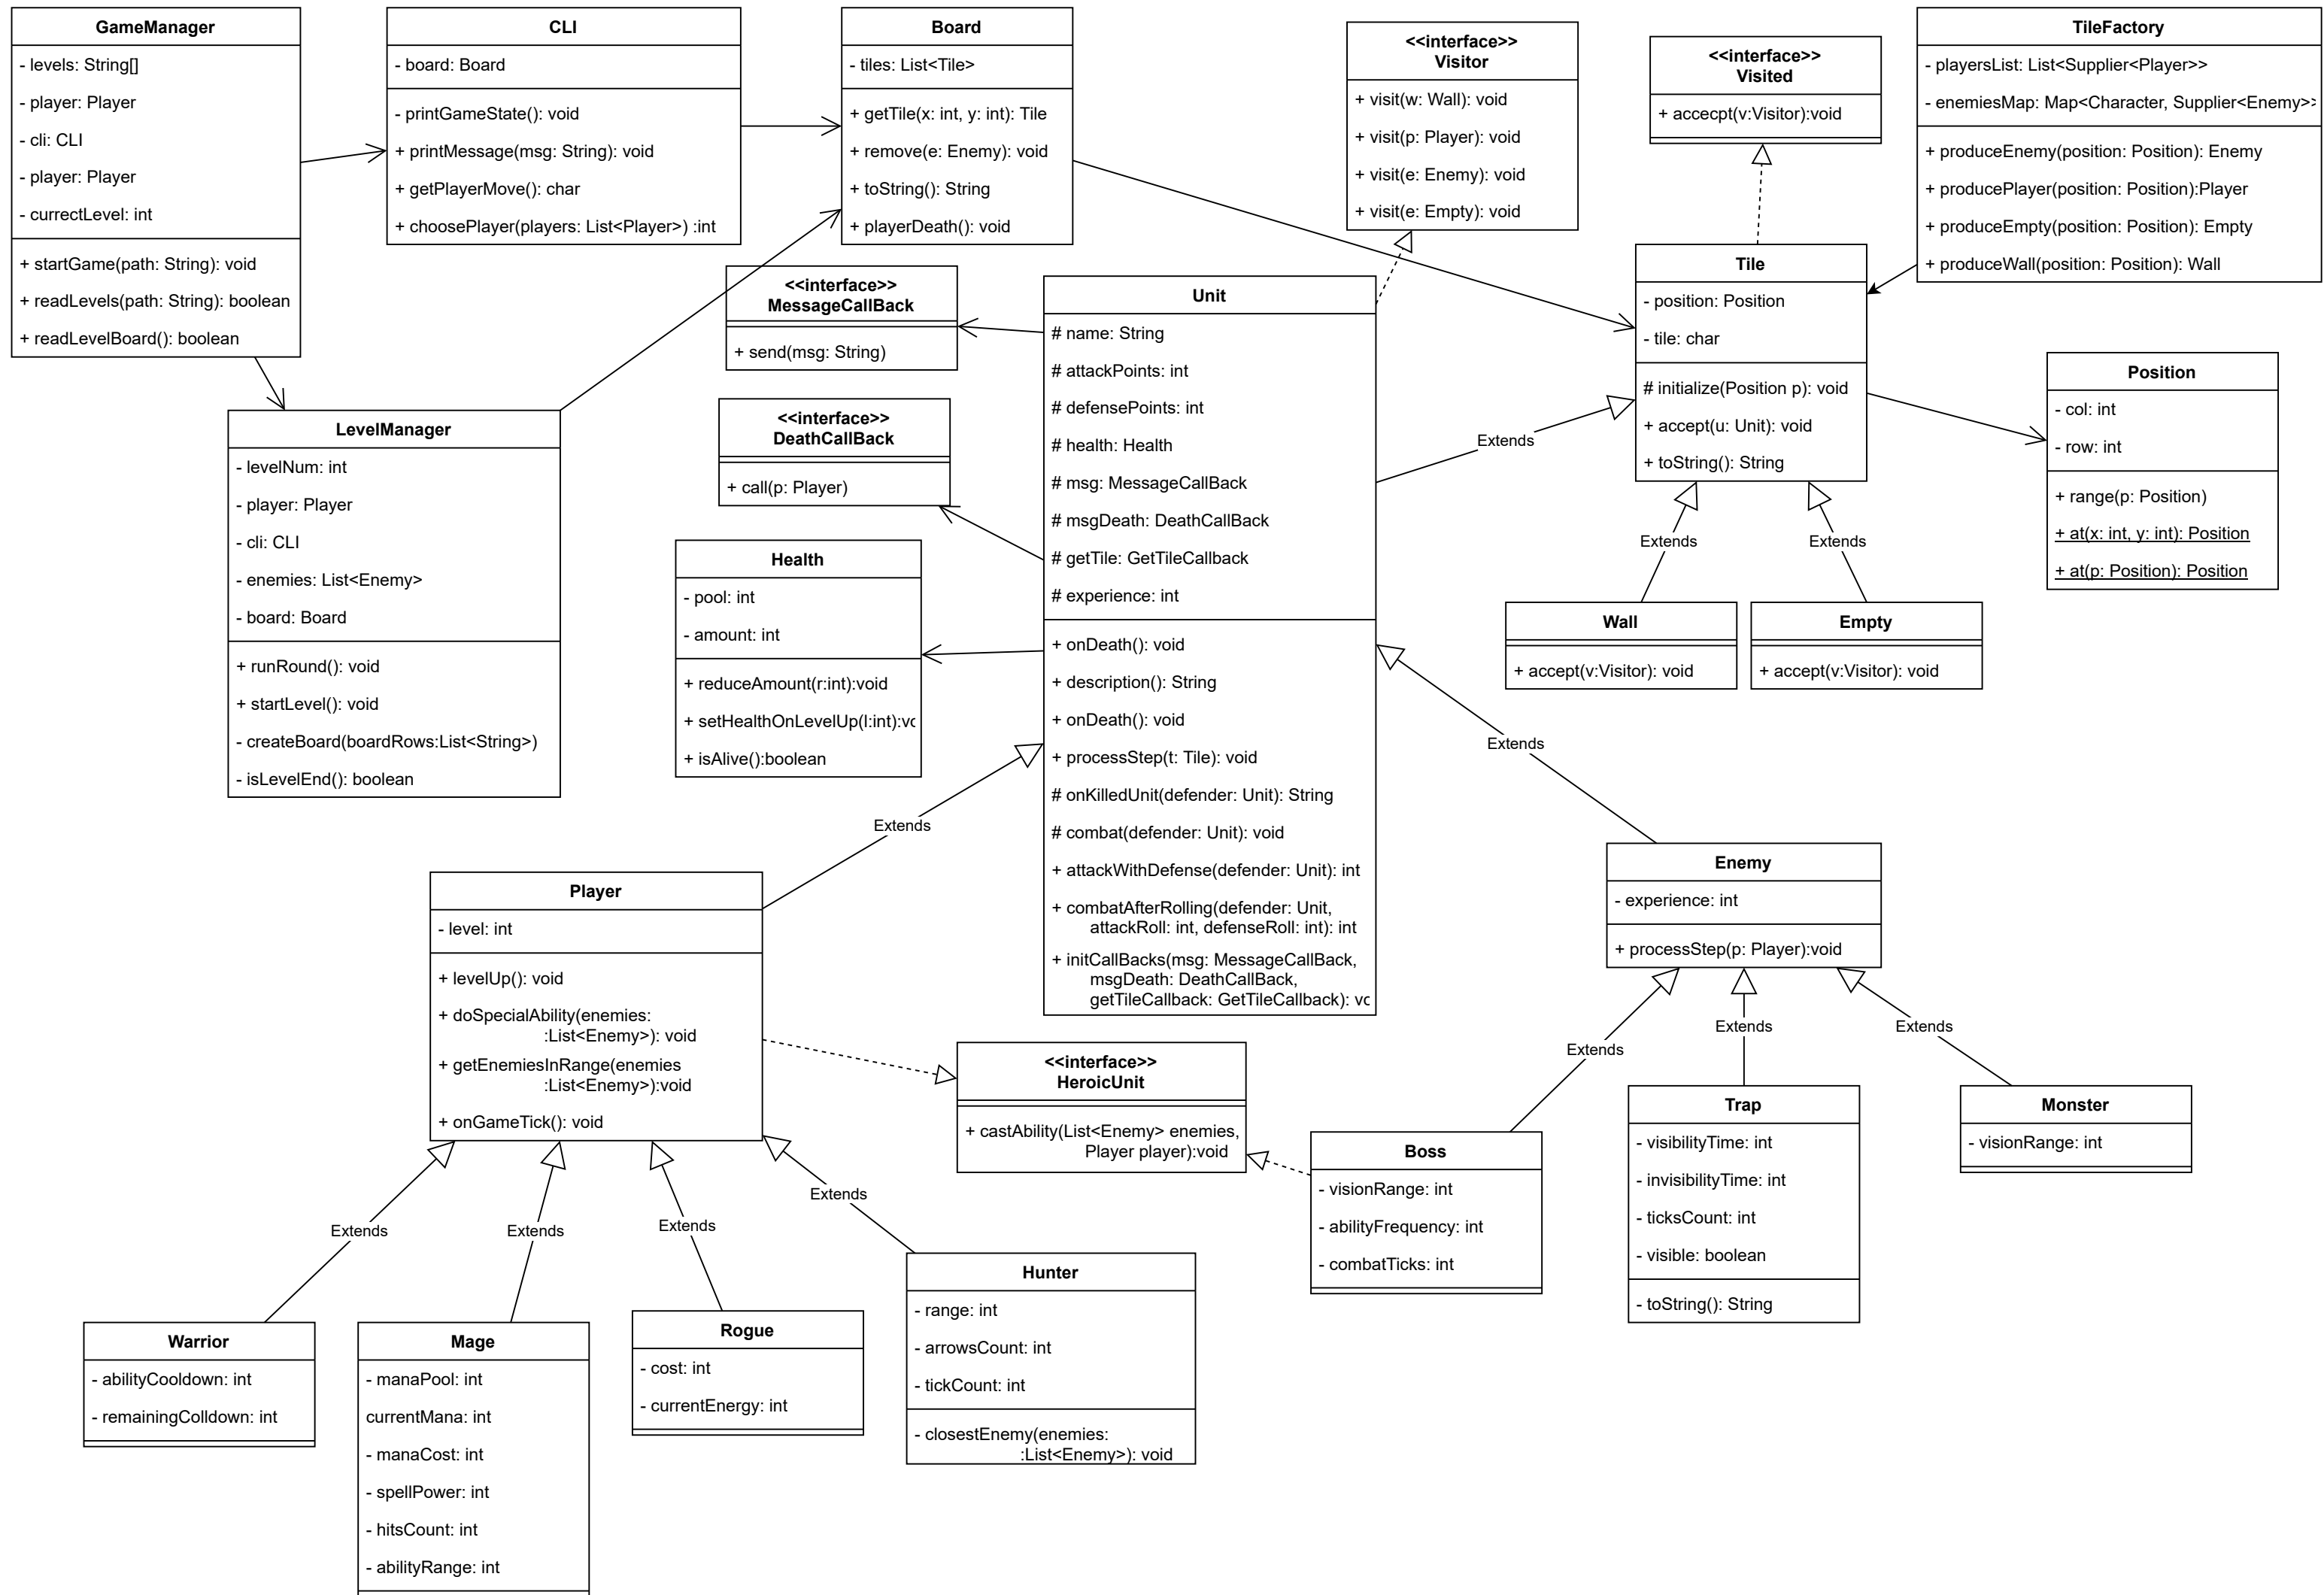 GameManager
- levels: String[]
- player: Player
- cli: CLI
- player: Player
- currectLevel: int
+ startGame(path: String): void
+ readLevels(path: String): boolean
+ readLevelBoard(): boolean
CLI
- board: Board
- printGameState(): void
+ printMessage(msg: String): void
+ getPlayerMove(): char
+ choosePlayer(players: List<Player>) :int
Board
- tiles: List<Tile>
+ getTile(x: int, y: int): Tile
+ remove(e: Enemy): void
+ toString(): String
+ playerDeath(): void
<<interface>>
Visitor
+ visit(w: Wall): void
+ visit(p: Player): void
+ visit(e: Enemy): void
+ visit(e: Empty): void
<<interface>>
Visited
+ accecpt(v:Visitor):void
TileFactory
- playersList: List<Supplier<Player>>
- enemiesMap: Map<Character, Supplier<Enemy>>
+ produceEnemy(position: Position): Enemy
+ producePlayer(position: Position):Player
+ produceEmpty(position: Position): Empty
+ produceWall(position: Position): Wall
<<interface>>
MessageCallBack
+ send(msg: String)
<<interface>>
DeathCallBack
+ call(p: Player)
Health
- pool: int
- amount: int
+ reduceAmount(r:int):void
+ setHealthOnLevelUp(l:int):vc
+ isAlive():boolean
Unit
# name: String
# attackPoints: int
# defensePoints: int
# health: Health
# msg: MessageCallBack
# msgDeath: DeathCallBack
# getTile: GetTileCallback
# experience: int
+ onDeath(): void
+ description(): String
+ onDeath(): void
+ processStep(t: Tile): void
# onKilledUnit(defender: Unit): String
# combat(defender: Unit): void
+ attackWithDefense(defender: Unit): int
+ combatAfterRolling(defender: Unit,
attackRoll: int, defenseRoll: int): int
+ initCallBacks(msg: MessageCallBack,
msgDeath: DeathCallBack,
getTileCallback: GetTileCallback): vc
Tile
- position: Position
- tile: char
# initialize(Position p): void
+ accept(u: Unit): void
+ toString(): String
Position
- col: int
- row: int
+ range(p: Position)
+ at(x: int, y: int): Position
+ at(p: Position): Position
Extends
Extends
Extends
Wall
+ accept(v:Visitor): void
Empty
+ accept(v:Visitor): void
LevelManager
- levelNum: int
- player: Player
- cli: CLI
- enemies: List<Enemy>
- board: Board
+ runRound(): void
+ startLevel(): void
- createBoard(boardRows:List<String>)
- isLevelEnd(): boolean
Extends
Extends
Player
- level: int
+ levelUp(): void
+ doSpecialAbility(enemies:
:List<Enemy>): void
+ getEnemiesInRange(enemies
:List<Enemy>):void
+ onGameTick(): void
Enemy
- experience: int
+ processStep(p: Player):void
<<interface>>
HeroicUnit
+ castAbility(List<Enemy> enemies,
Player player):void
Extends
Extends
Extends
Boss
- visionRange: int
- abilityFrequency: int
- combatTicks: int
Trap
- visibilityTime: int
- invisibilityTime: int
- ticksCount: int
- visible: boolean
- toString(): String
Monster
- visionRange: int
Extends
Extends
Extends
Extends
Warrior
- abilityCooldown: int
- remainingColldown: int
Mage
- manaPool: int
currentMana: int
- manaCost: int
- spellPower: int
- hitsCount: int
- abilityRange: int
Rogue
- cost: int
- currentEnergy: int
Hunter
- range: int
- arrowsCount: int
- tickCount: int
- closestEnemy(enemies:
:List<Enemy>): void